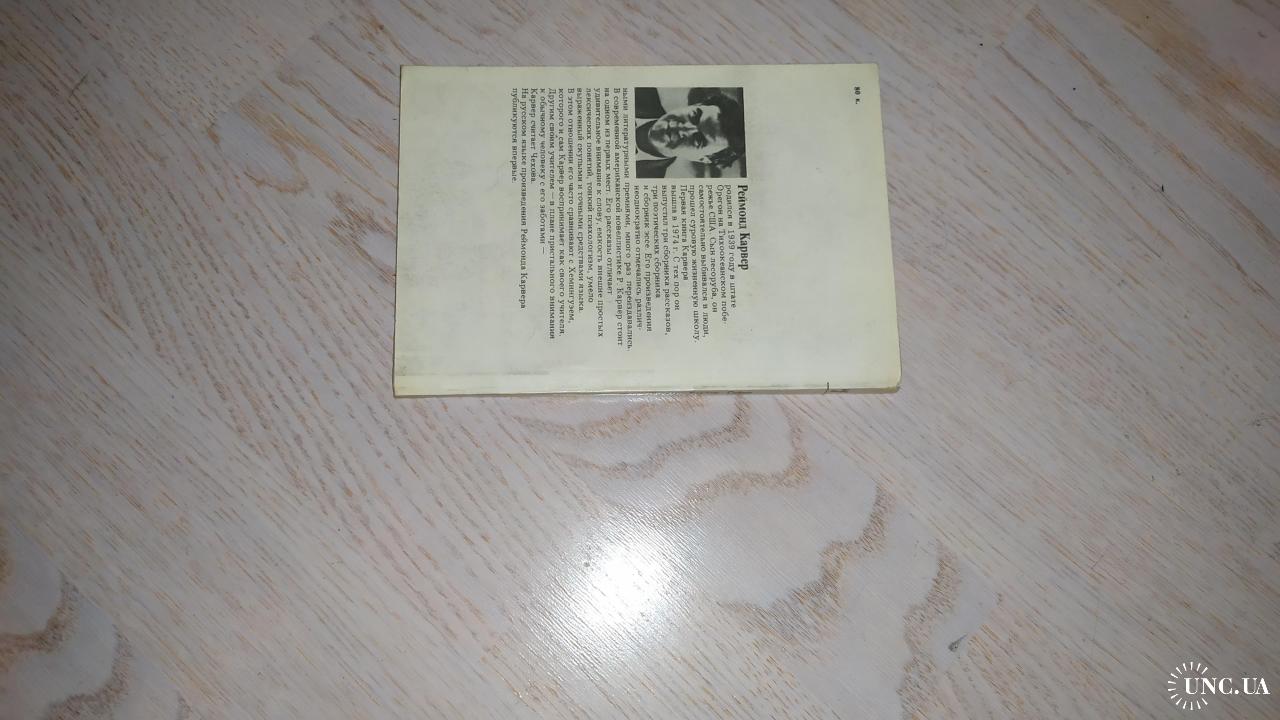 80 к.
Реймонд Карвер
родился в 1939 году в штате
Орегон на Тихоокеанском побе-
режье США. Сын лесоруба, он
самостоятельно выбивался в люди,
прошел суровую жизненную школу.
Первая книга Карвера
вышла в 1974 г. С тех пор он
выпустил три сборника рассказов,
три поэтических сборника
и сборник эссе. Его произведения
неоднократно отмечались различ-
ными литературными премиями, много раз переиздавались.
В современной американской новеллистике Р. Карвер стоит
на одном из первых мест. Его рассказы отличает
удивительное внимание к слову, емкость внешне простых
лексических понятий, тонкий психологизм, умело
выраженный скупыми и точными средствами языка.
В этом отношении его часто сравнивают с Хемингуэем,
которого и сам Карвер воспринимает как своего учителя.
Другим своим учителем — в плане пристального внимания
к обычному человеку с его заботами —
Карвер считает Чехова.
На русском языке произведения Реймонда Карвера
публикуются впервые.
UNC.UA